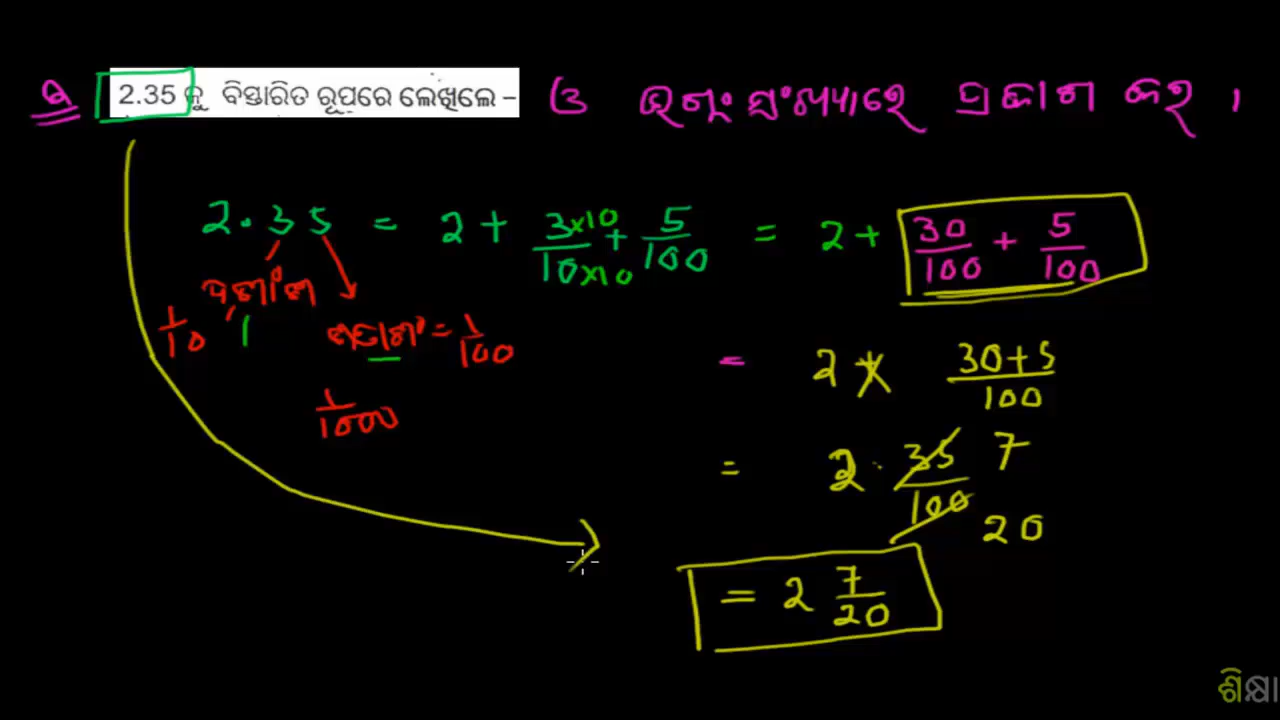 Q 2.35 କୁ ବିସ୍ତାରିତ ରୂପରେ ଲେଖିଲେ – ଓ ଭଗ୍ନ ସଂଖ୍ୟାରେ ପ୍ରକାଶ କର ।
2.35 = 2 + 3×10/10×10 + 5/100 = 2 + 30/100 + 5/100
ଦଶାଂଶ
1/10
ଶତାଂଶ = 1/100
1/1000
= 2 + 30+5/100
= 2 35/100 7 20
= 2 7/20
ଶିକ୍ଷା